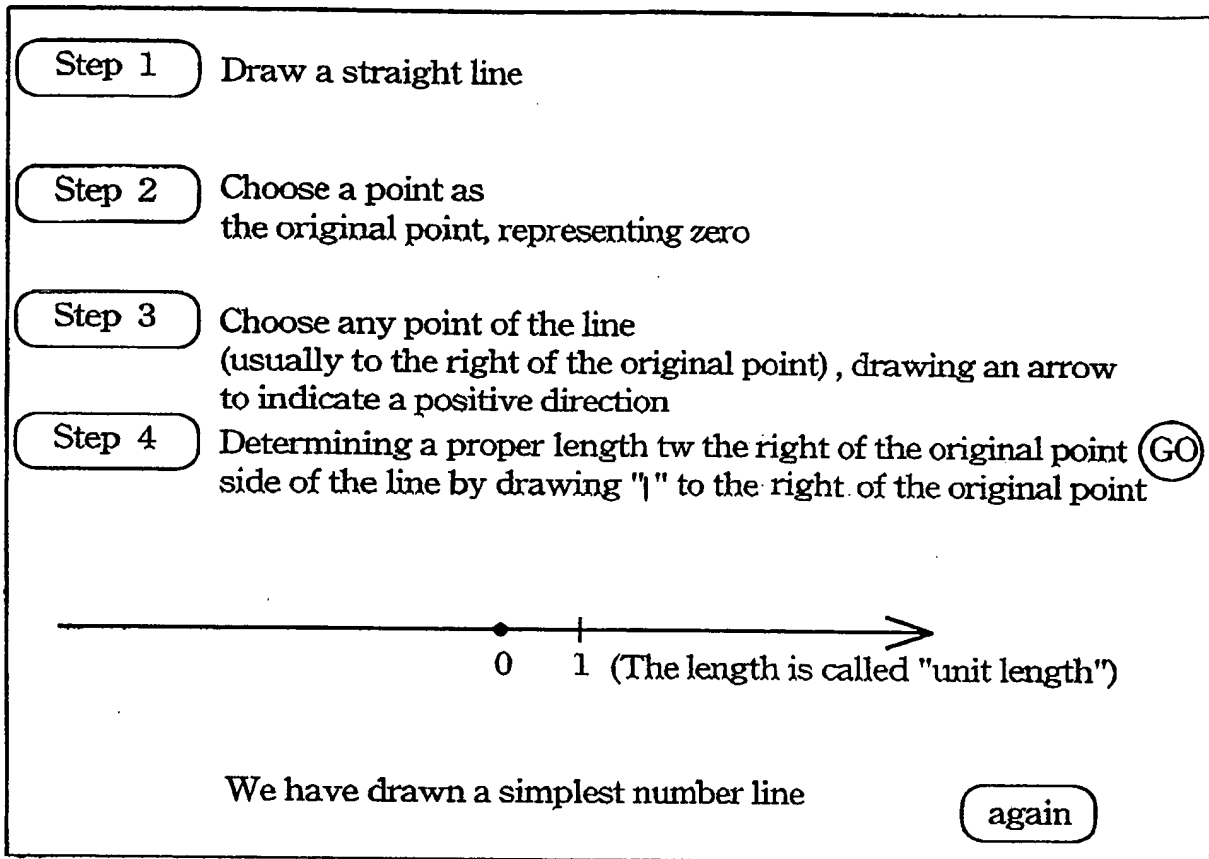 Step 1 Draw a straight line
Step 2 Choose a point as
the original point, representing zero
Step 3 Choose any point of the line
(usually to the right of the original point), drawing an arrow
to indicate a positive direction
Step 4 Determining a proper length tw the right of the original point GO
side of the line by drawing "|" to the right of the original point
0 1 (The length is called "unit length")
We have drawn a simplest number line
again